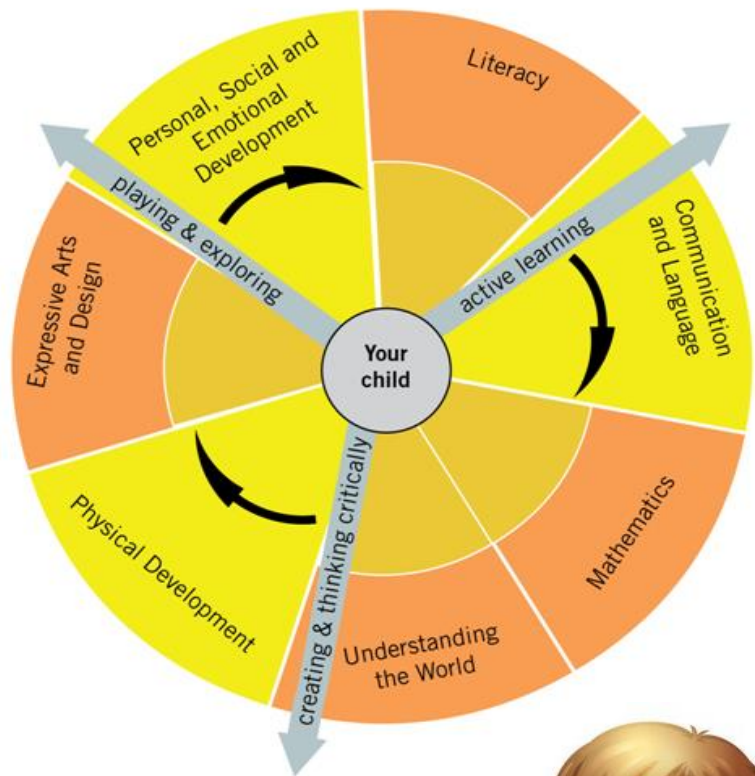 Personal, Social and
Emotional
Development
Literacy
playing & exploring
active learning
Communication
and Language
Expressive Arts
and Design
Your
child
Physical Development
creating & thinking critically
Mathematics
Understanding
the World